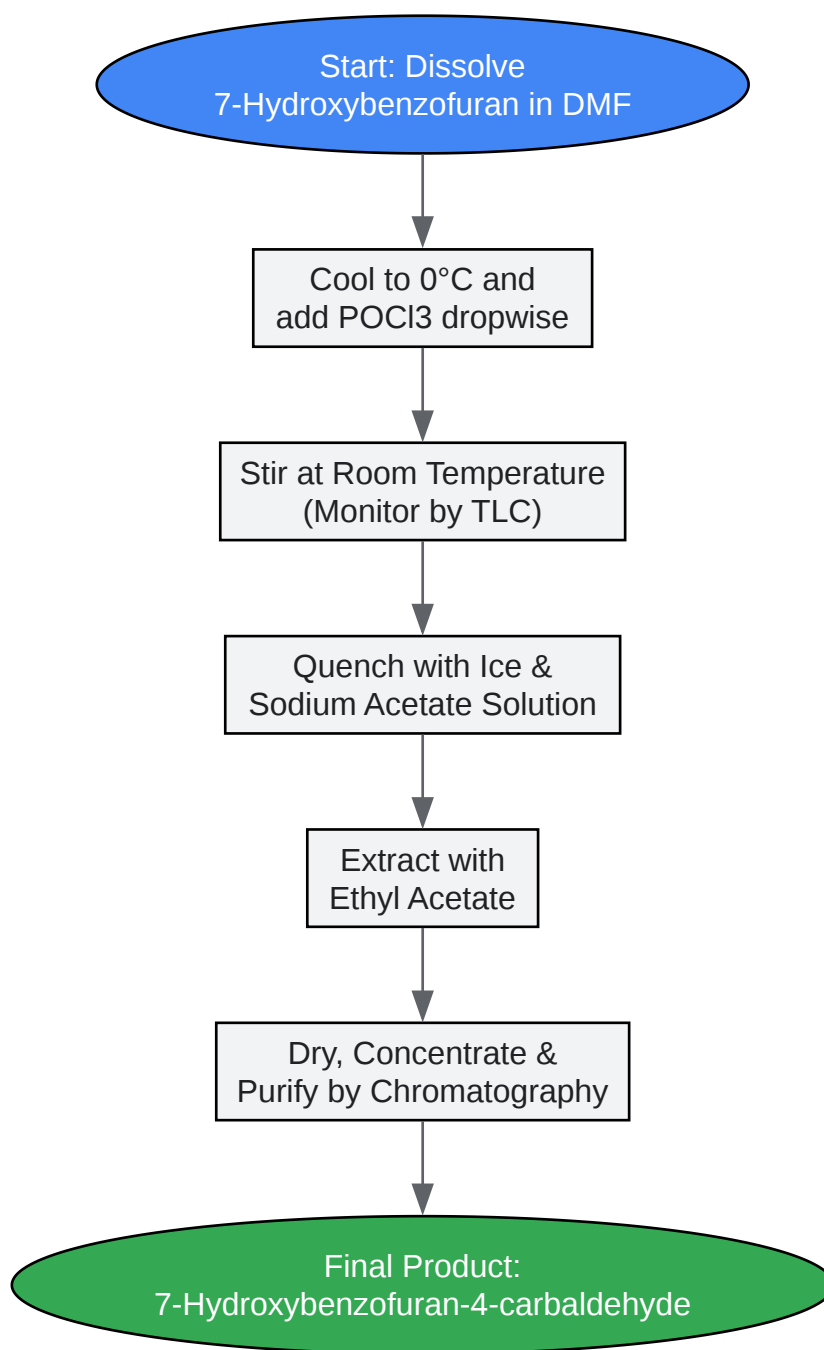 Start: Dissolve
7-Hydroxybenzofuran in DMF
Cool to 0°C and
add POCl3 dropwise
Stir at Room Temperature
(Monitor by TLC)
Quench with Ice &
Sodium Acetate Solution
Extract with
Ethyl Acetate
Dry, Concentrate &
Purify by Chromatography
Final Product:
7-Hydroxybenzofuran-4-carbaldehyde